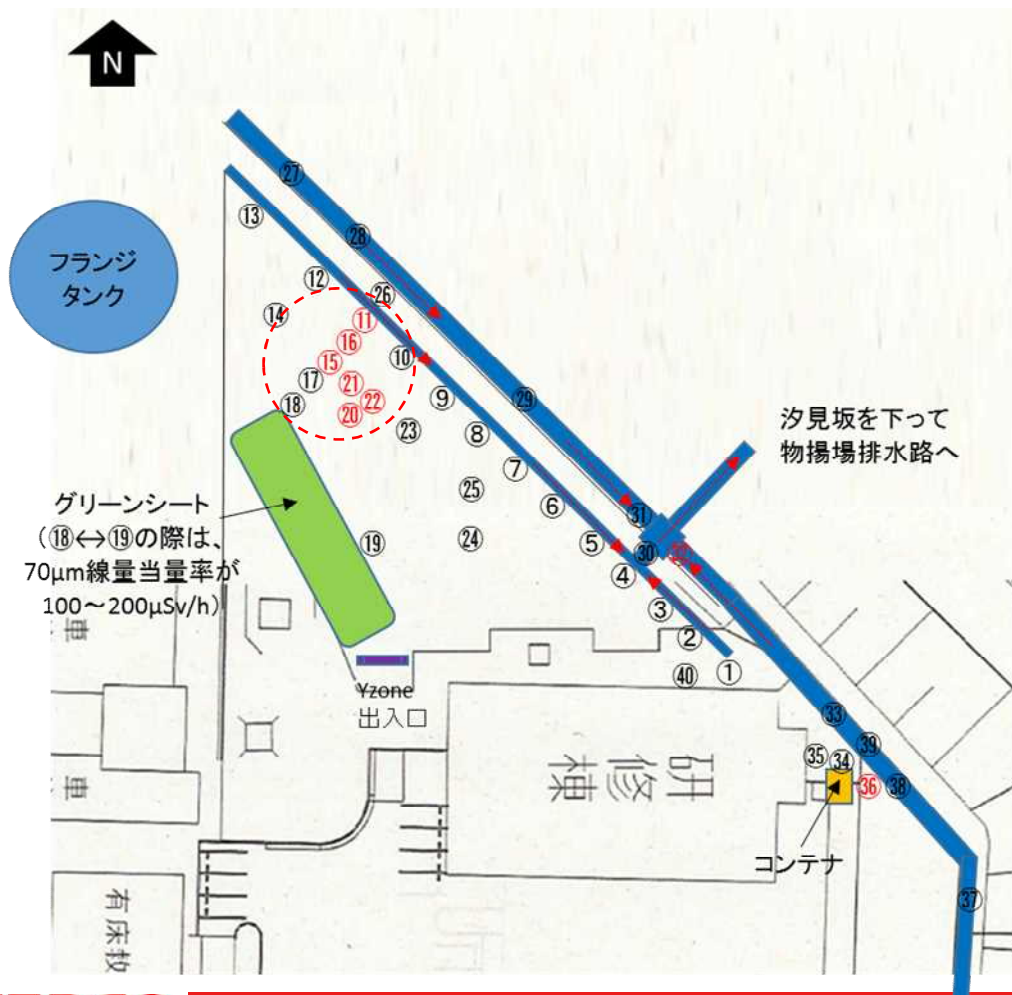 N
㉗
⑬
㉘
フランジ
タンク
⑫
㉖
⑭
⑪
⑯
⑩
⑮
⑰
㉑
⑨
㉙
⑱
㉒
⑳
㉓
⑧
汐見坂を下って
物揚場排水路へ
⑦
㉕
⑥
グリーンシート
(⑱↔⑲の際は、
70μm線量当量率が
100～200μSv/h)
⑲
㉔
⑤
㉛
㉚
④
③
②
①
㊵
車
Yzone
出入口
㉝
㊴
㉟
㉞
㊱
㊳
研修棟
車
コンテナ
㊲
有床救